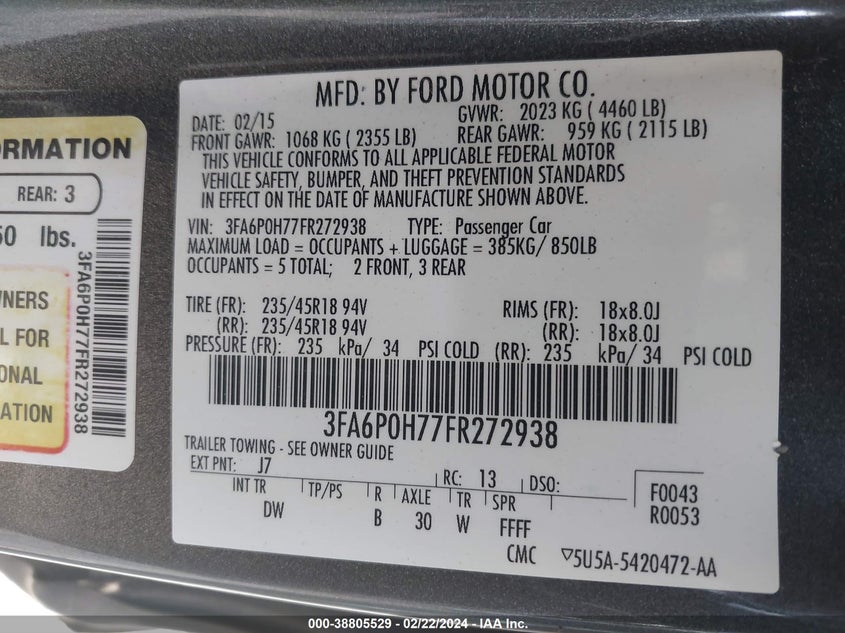 ORMATION
REAR: 3
50 lbs.
3FA6P0H77FR272938
WNERS
L FOR
ONAL
ATION
MFD: BY FORD MOTOR CO.
DATE: 02/15 GVWR: 2023 KG ( 4460 LB)
FRONT GAWR: 1068 KG ( 2355 LB) REAR GAWR: 959 KG ( 2115 LB)
THIS VEHICLE CONFORMS TO ALL APPLICABLE FEDERAL MOTOR
VEHICLE SAFETY, BUMPER, AND THEFT PREVENTION STANDARDS
IN EFFECT ON THE DATE OF MANUFACTURE SHOWN ABOVE.
VIN: 3FA6P0H77FR272938 TYPE: Passenger Car
MAXIMUM LOAD = OCCUPANTS + LUGGAGE = 385KG/ 850LB
OCCUPANTS = 5 TOTAL; 2 FRONT, 3 REAR
TIRE (FR): 235/45R18 94V RIMS (FR): 18x8.0J
(RR): 235/45R18 94V (RR): 18x8.0J
PRESSURE (FR): 235 kPa/ 34 PSI COLD (RR): 235 kPa/ 34 PSI COLD
3FA6P0H77FR272938
TRAILER TOWING - SEE OWNER GUIDE
EXT PNT: J7 RC: 13 DSO:
INT TR TP/PS R AXLE TR SPR
DW B 30 W FFFF
F0043
R0053
CMC ▽5U5A-5420472-AA
000-38805529 - 02/22/2024 - IAA Inc.